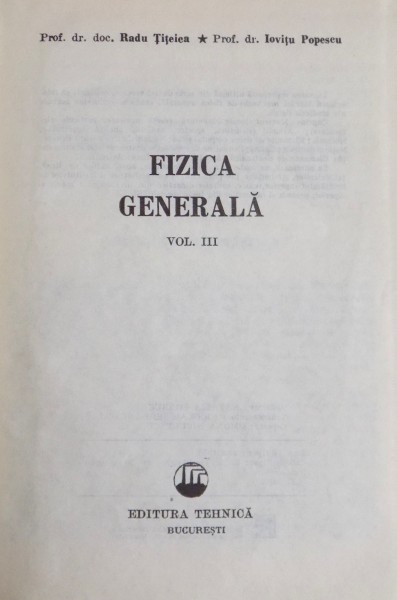 Prof. dr. doc. Radu Țițeica ★ Prof. dr. Iovițu Popescu
FIZICA
GENERALĂ
VOL. III
EDITURA TEHNICĂ
BUCUREȘTI